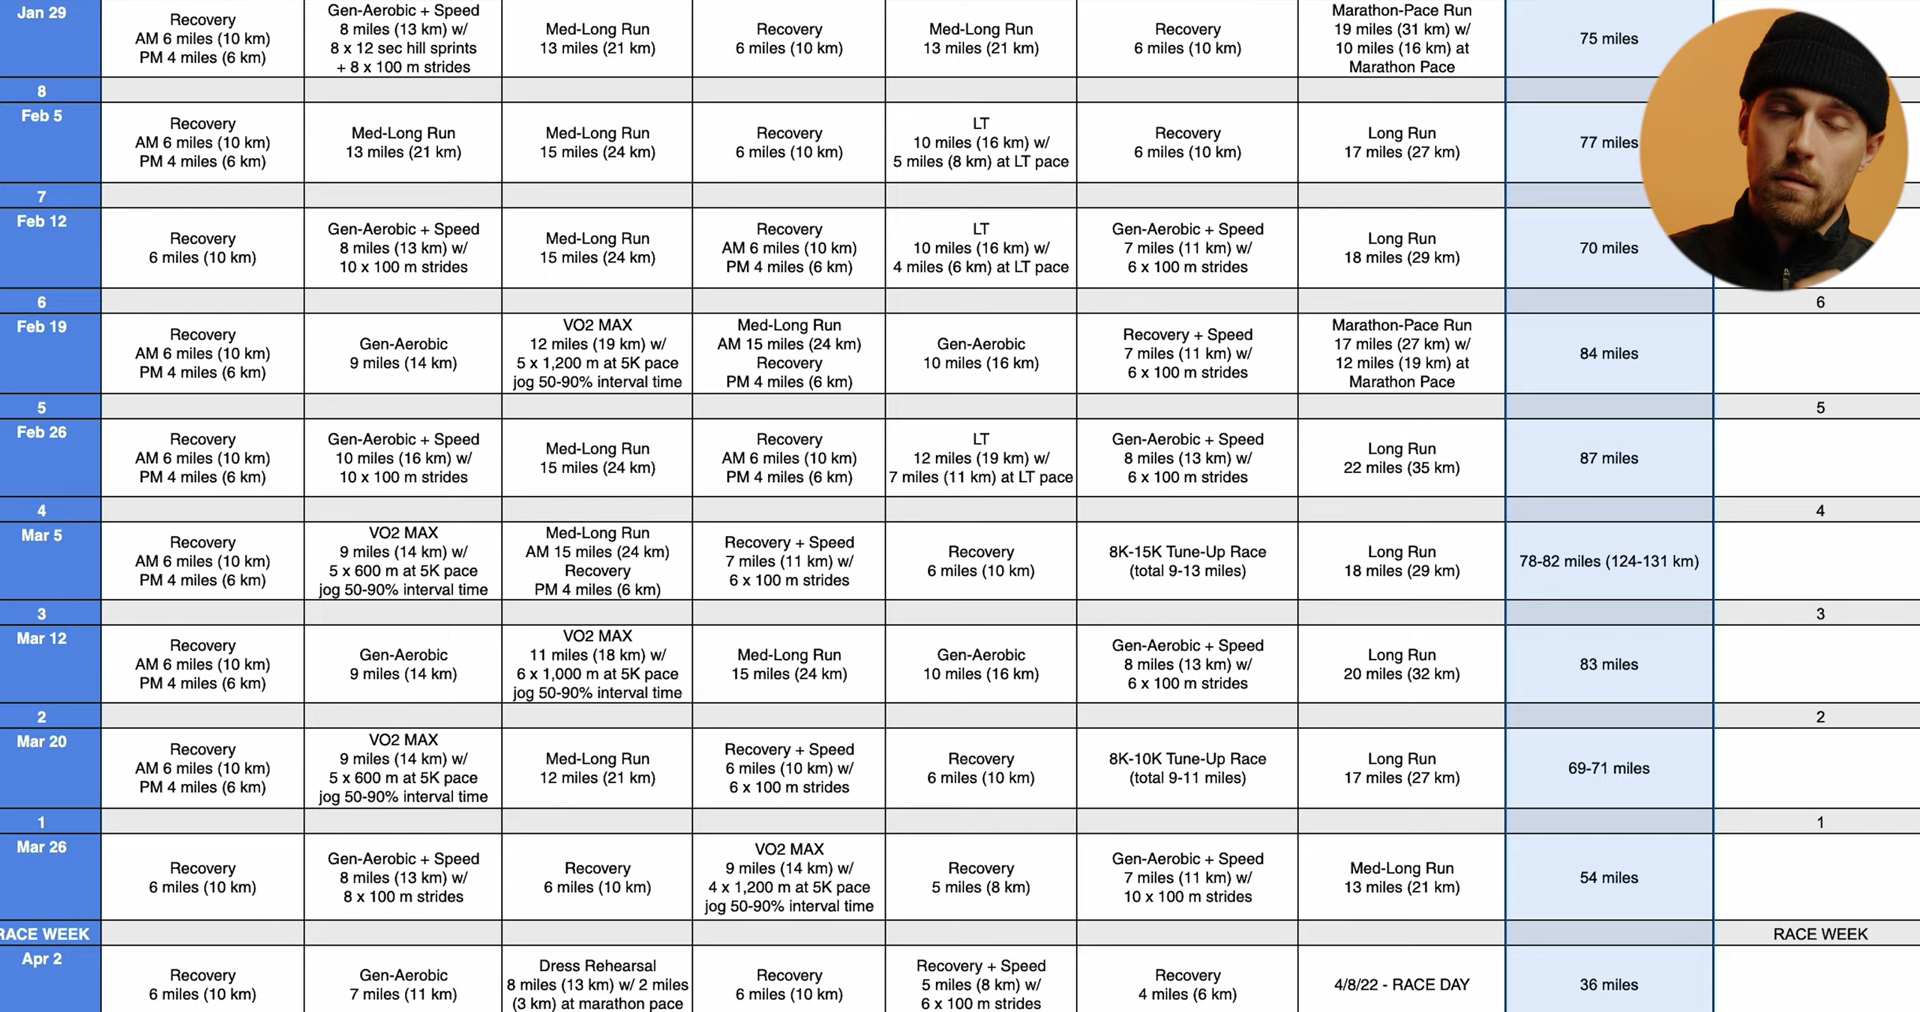 Jan 29
Recovery
AM 6 miles (10 km)
PM 4 miles (6 km)
Gen-Aerobic + Speed
8 miles (13 km) w/
8 x 12 sec hill sprints
+ 8 x 100 m strides
Med-Long Run
13 miles (21 km)
Recovery
6 miles (10 km)
Med-Long Run
13 miles (21 km)
Recovery
6 miles (10 km)
Marathon-Pace Run
19 miles (31 km) w/
10 miles (16 km) at
Marathon Pace
75 miles
8
Feb 5
Recovery
AM 6 miles (10 km)
PM 4 miles (6 km)
Med-Long Run
13 miles (21 km)
Med-Long Run
15 miles (24 km)
Recovery
6 miles (10 km)
LT
10 miles (16 km) w/
5 miles (8 km) at LT pace
Recovery
6 miles (10 km)
Long Run
17 miles (27 km)
77 miles
7
Feb 12
Recovery
6 miles (10 km)
Gen-Aerobic + Speed
8 miles (13 km) w/
10 x 100 m strides
Med-Long Run
15 miles (24 km)
Recovery
AM 6 miles (10 km)
PM 4 miles (6 km)
LT
10 miles (16 km) w/
4 miles (6 km) at LT pace
Gen-Aerobic + Speed
7 miles (11 km) w/
6 x 100 m strides
Long Run
18 miles (29 km)
70 miles
6
6
Feb 19
Recovery
AM 6 miles (10 km)
PM 4 miles (6 km)
Gen-Aerobic
9 miles (14 km)
VO2 MAX
12 miles (19 km) w/
5 x 1,200 m at 5K pace
jog 50-90% interval time
Med-Long Run
AM 15 miles (24 km)
Recovery
PM 4 miles (6 km)
Gen-Aerobic
10 miles (16 km)
Recovery + Speed
7 miles (11 km) w/
6 x 100 m strides
Marathon-Pace Run
17 miles (27 km) w/
12 miles (19 km) at
Marathon Pace
84 miles
5
5
Feb 26
Recovery
AM 6 miles (10 km)
PM 4 miles (6 km)
Gen-Aerobic + Speed
10 miles (16 km) w/
10 x 100 m strides
Med-Long Run
15 miles (24 km)
Recovery
AM 6 miles (10 km)
PM 4 miles (6 km)
LT
12 miles (19 km) w/
7 miles (11 km) at LT pace
Gen-Aerobic + Speed
8 miles (13 km) w/
6 x 100 m strides
Long Run
22 miles (35 km)
87 miles
4
4
Mar 5
Recovery
AM 6 miles (10 km)
PM 4 miles (6 km)
VO2 MAX
9 miles (14 km) w/
5 x 600 m at 5K pace
jog 50-90% interval time
Med-Long Run
AM 15 miles (24 km)
Recovery
PM 4 miles (6 km)
Recovery + Speed
7 miles (11 km) w/
6 x 100 m strides
Recovery
6 miles (10 km)
8K-15K Tune-Up Race
(total 9-13 miles)
Long Run
18 miles (29 km)
78-82 miles (124-131 km)
3
3
Mar 12
Recovery
AM 6 miles (10 km)
PM 4 miles (6 km)
Gen-Aerobic
9 miles (14 km)
VO2 MAX
11 miles (18 km) w/
6 x 1,000 m at 5K pace
jog 50-90% interval time
Med-Long Run
15 miles (24 km)
Gen-Aerobic
10 miles (16 km)
Gen-Aerobic + Speed
8 miles (13 km) w/
6 x 100 m strides
Long Run
20 miles (32 km)
83 miles
2
2
Mar 20
Recovery
AM 6 miles (10 km)
PM 4 miles (6 km)
VO2 MAX
9 miles (14 km) w/
5 x 600 m at 5K pace
jog 50-90% interval time
Med-Long Run
12 miles (21 km)
Recovery + Speed
6 miles (10 km) w/
6 x 100 m strides
Recovery
6 miles (10 km)
8K-10K Tune-Up Race
(total 9-11 miles)
Long Run
17 miles (27 km)
69-71 miles
1
1
Mar 26
Recovery
6 miles (10 km)
Gen-Aerobic + Speed
8 miles (13 km) w/
8 x 100 m strides
Recovery
6 miles (10 km)
VO2 MAX
9 miles (14 km) w/
4 x 1,200 m at 5K pace
jog 50-90% interval time
Recovery
5 miles (8 km)
Gen-Aerobic + Speed
7 miles (11 km) w/
10 x 100 m strides
Med-Long Run
13 miles (21 km)
54 miles
RACE WEEK
RACE WEEK
Apr 2
Recovery
6 miles (10 km)
Gen-Aerobic
7 miles (11 km)
Dress Rehearsal
8 miles (13 km) w/ 2 miles
(3 km) at marathon pace
Recovery
6 miles (10 km)
Recovery + Speed
5 miles (8 km) w/
6 x 100 m strides
Recovery
4 miles (6 km)
4/8/22 - RACE DAY
36 miles